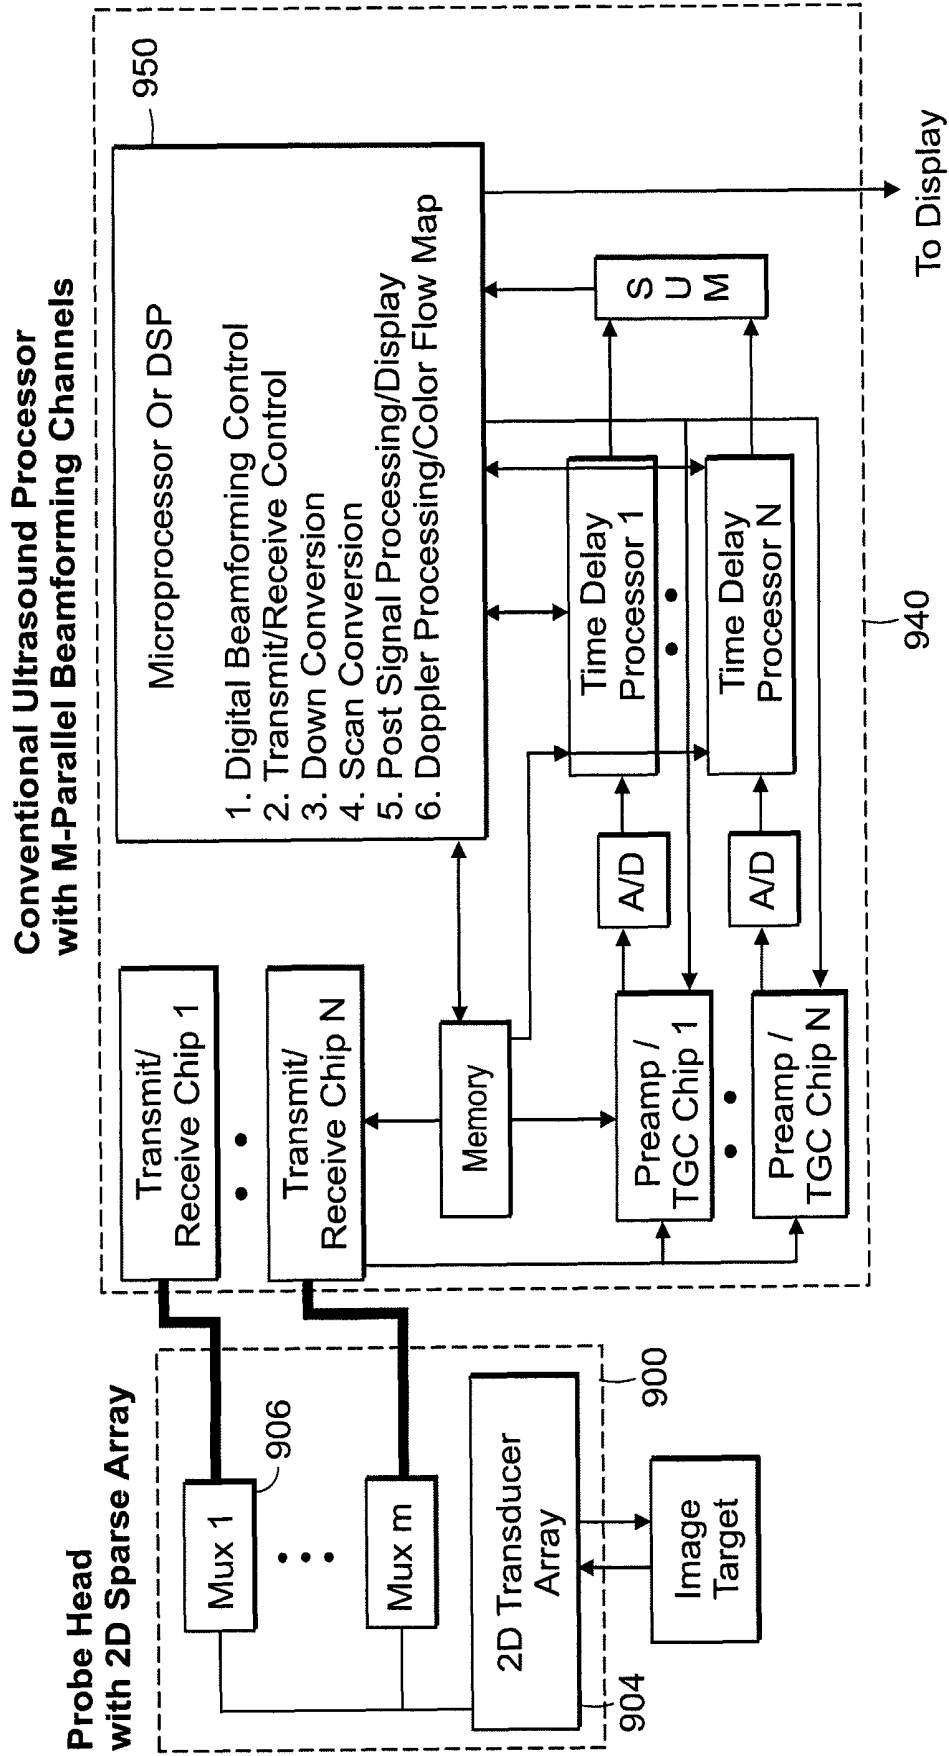 Probe Head
with 2D Sparse Array
Mux 1
906
Mux m
2D Transducer
Array
904
900
Image
Target
Conventional Ultrasound Processor
with M-Parallel Beamforming Channels
Transmit/
Receive Chip 1
Transmit/
Receive Chip N
Memory
Preamp /
TGC Chip 1
Preamp /
TGC Chip N
950
Microprocessor Or DSP
1. Digital Beamforming Control
2. Transmit/Receive Control
3. Down Conversion
4. Scan Conversion
5. Post Signal Processing/Display
6. Doppler Processing/Color Flow Map
A/D
A/D
Time Delay
Processor 1
Time Delay
Processor N
SUM
940
To Display